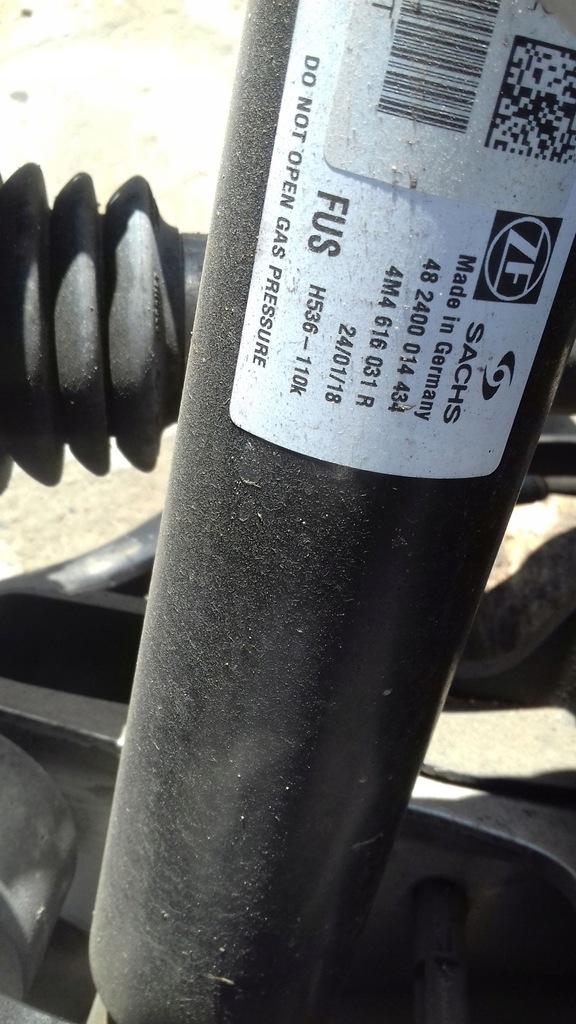 ZF
SACHS
Made in Germany
48 2400 014 434
4M4 616 031 R
24/01/18
FUS
H536-110k
DO NOT OPEN GAS PRESSURE